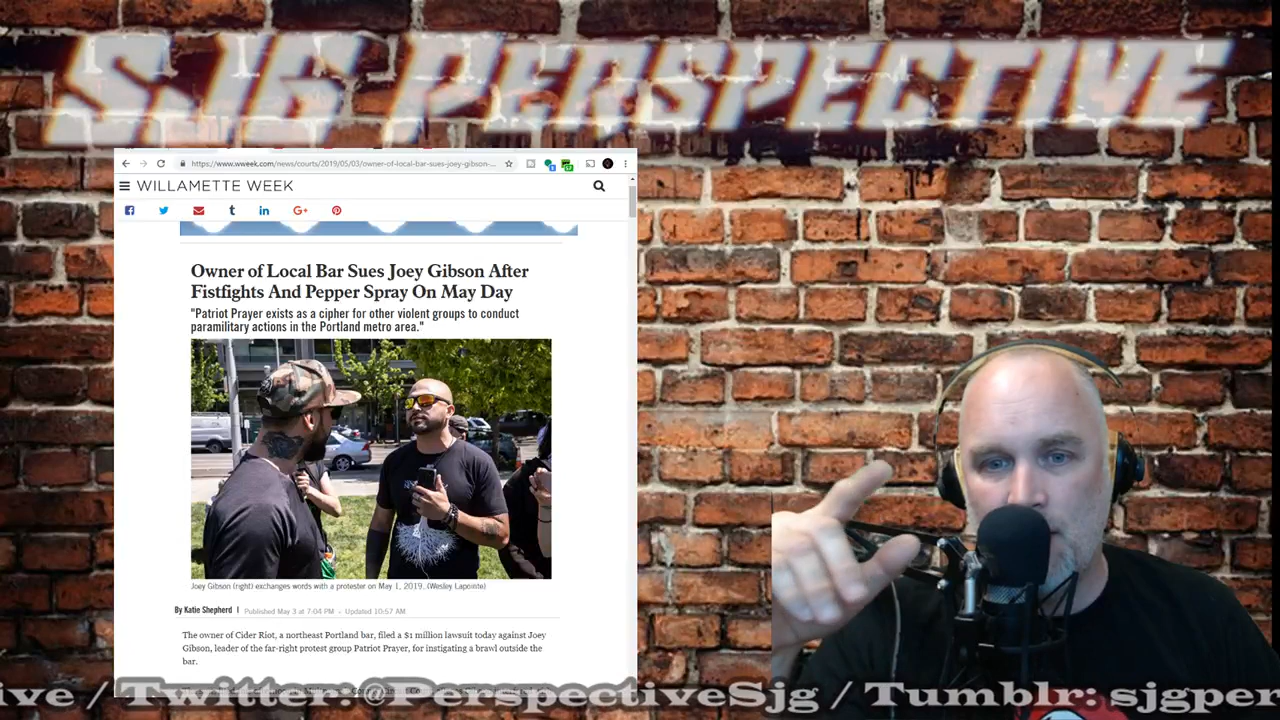 SJG PERSPECTIVE
https://www.wweek.com/news/courts/2019/05/03/owner-of-local-bar-sues-joey-gibson-...
WILLAMETTE WEEK
Owner of Local Bar Sues Joey Gibson After
Fistfights And Pepper Spray On May Day
"Patriot Prayer exists as a cipher for other violent groups to conduct
paramilitary actions in the Portland metro area."
Joey Gibson (right) exchanges words with a protester on May 1, 2019. (Wesley Lapointe)
By Katie Shepherd | Published May 3 at 7:04 PM • Updated 10:57 AM
The owner of Cider Riot, a northeast Portland bar, filed a $1 million lawsuit today against Joey
Gibson, leader of the far-right protest group Patriot Prayer, for instigating a brawl outside the
bar.
ive / Twitter:@PerspectiveSjg / Tumblr: sjgper